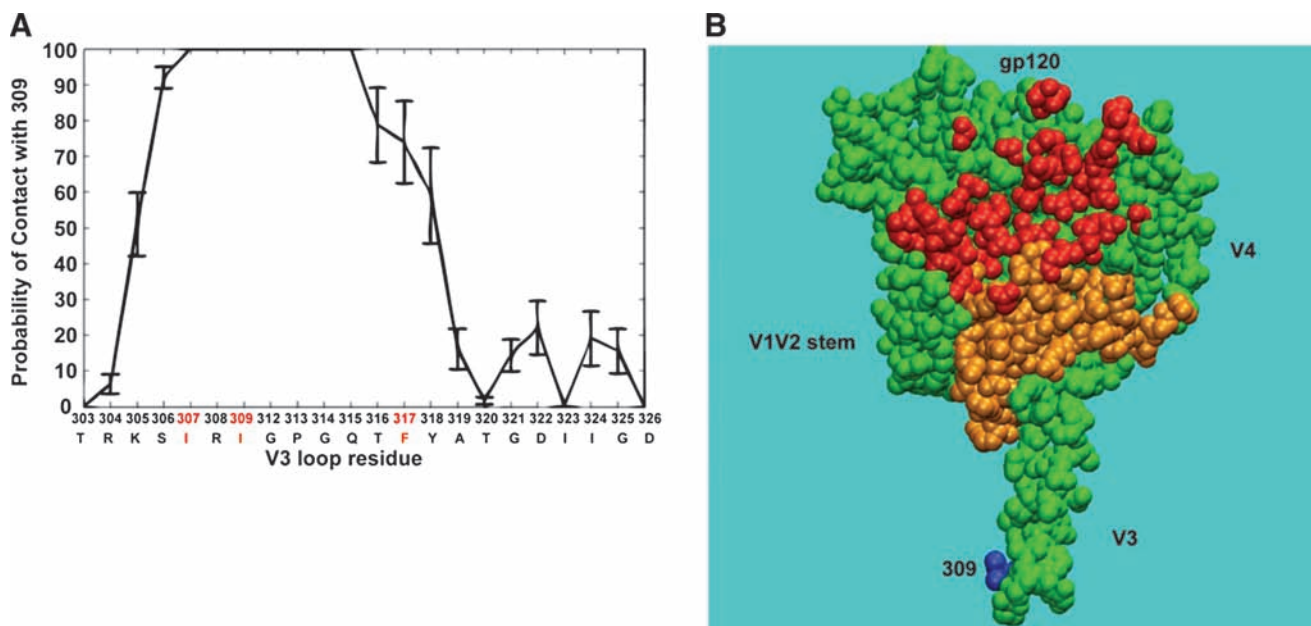 A
Probability of Contact with 309
100
90
80
70
60
50
40
30
20
10
0
303 304 305 306 307 308 309 312 313 314 315 316 317 318 319 320 321 322 323 324 325 326
T R K S I R I G P G Q T F Y A T G D I I G D
V3 loop residue
B
gp120
V4
V1V2 stem
V3
309